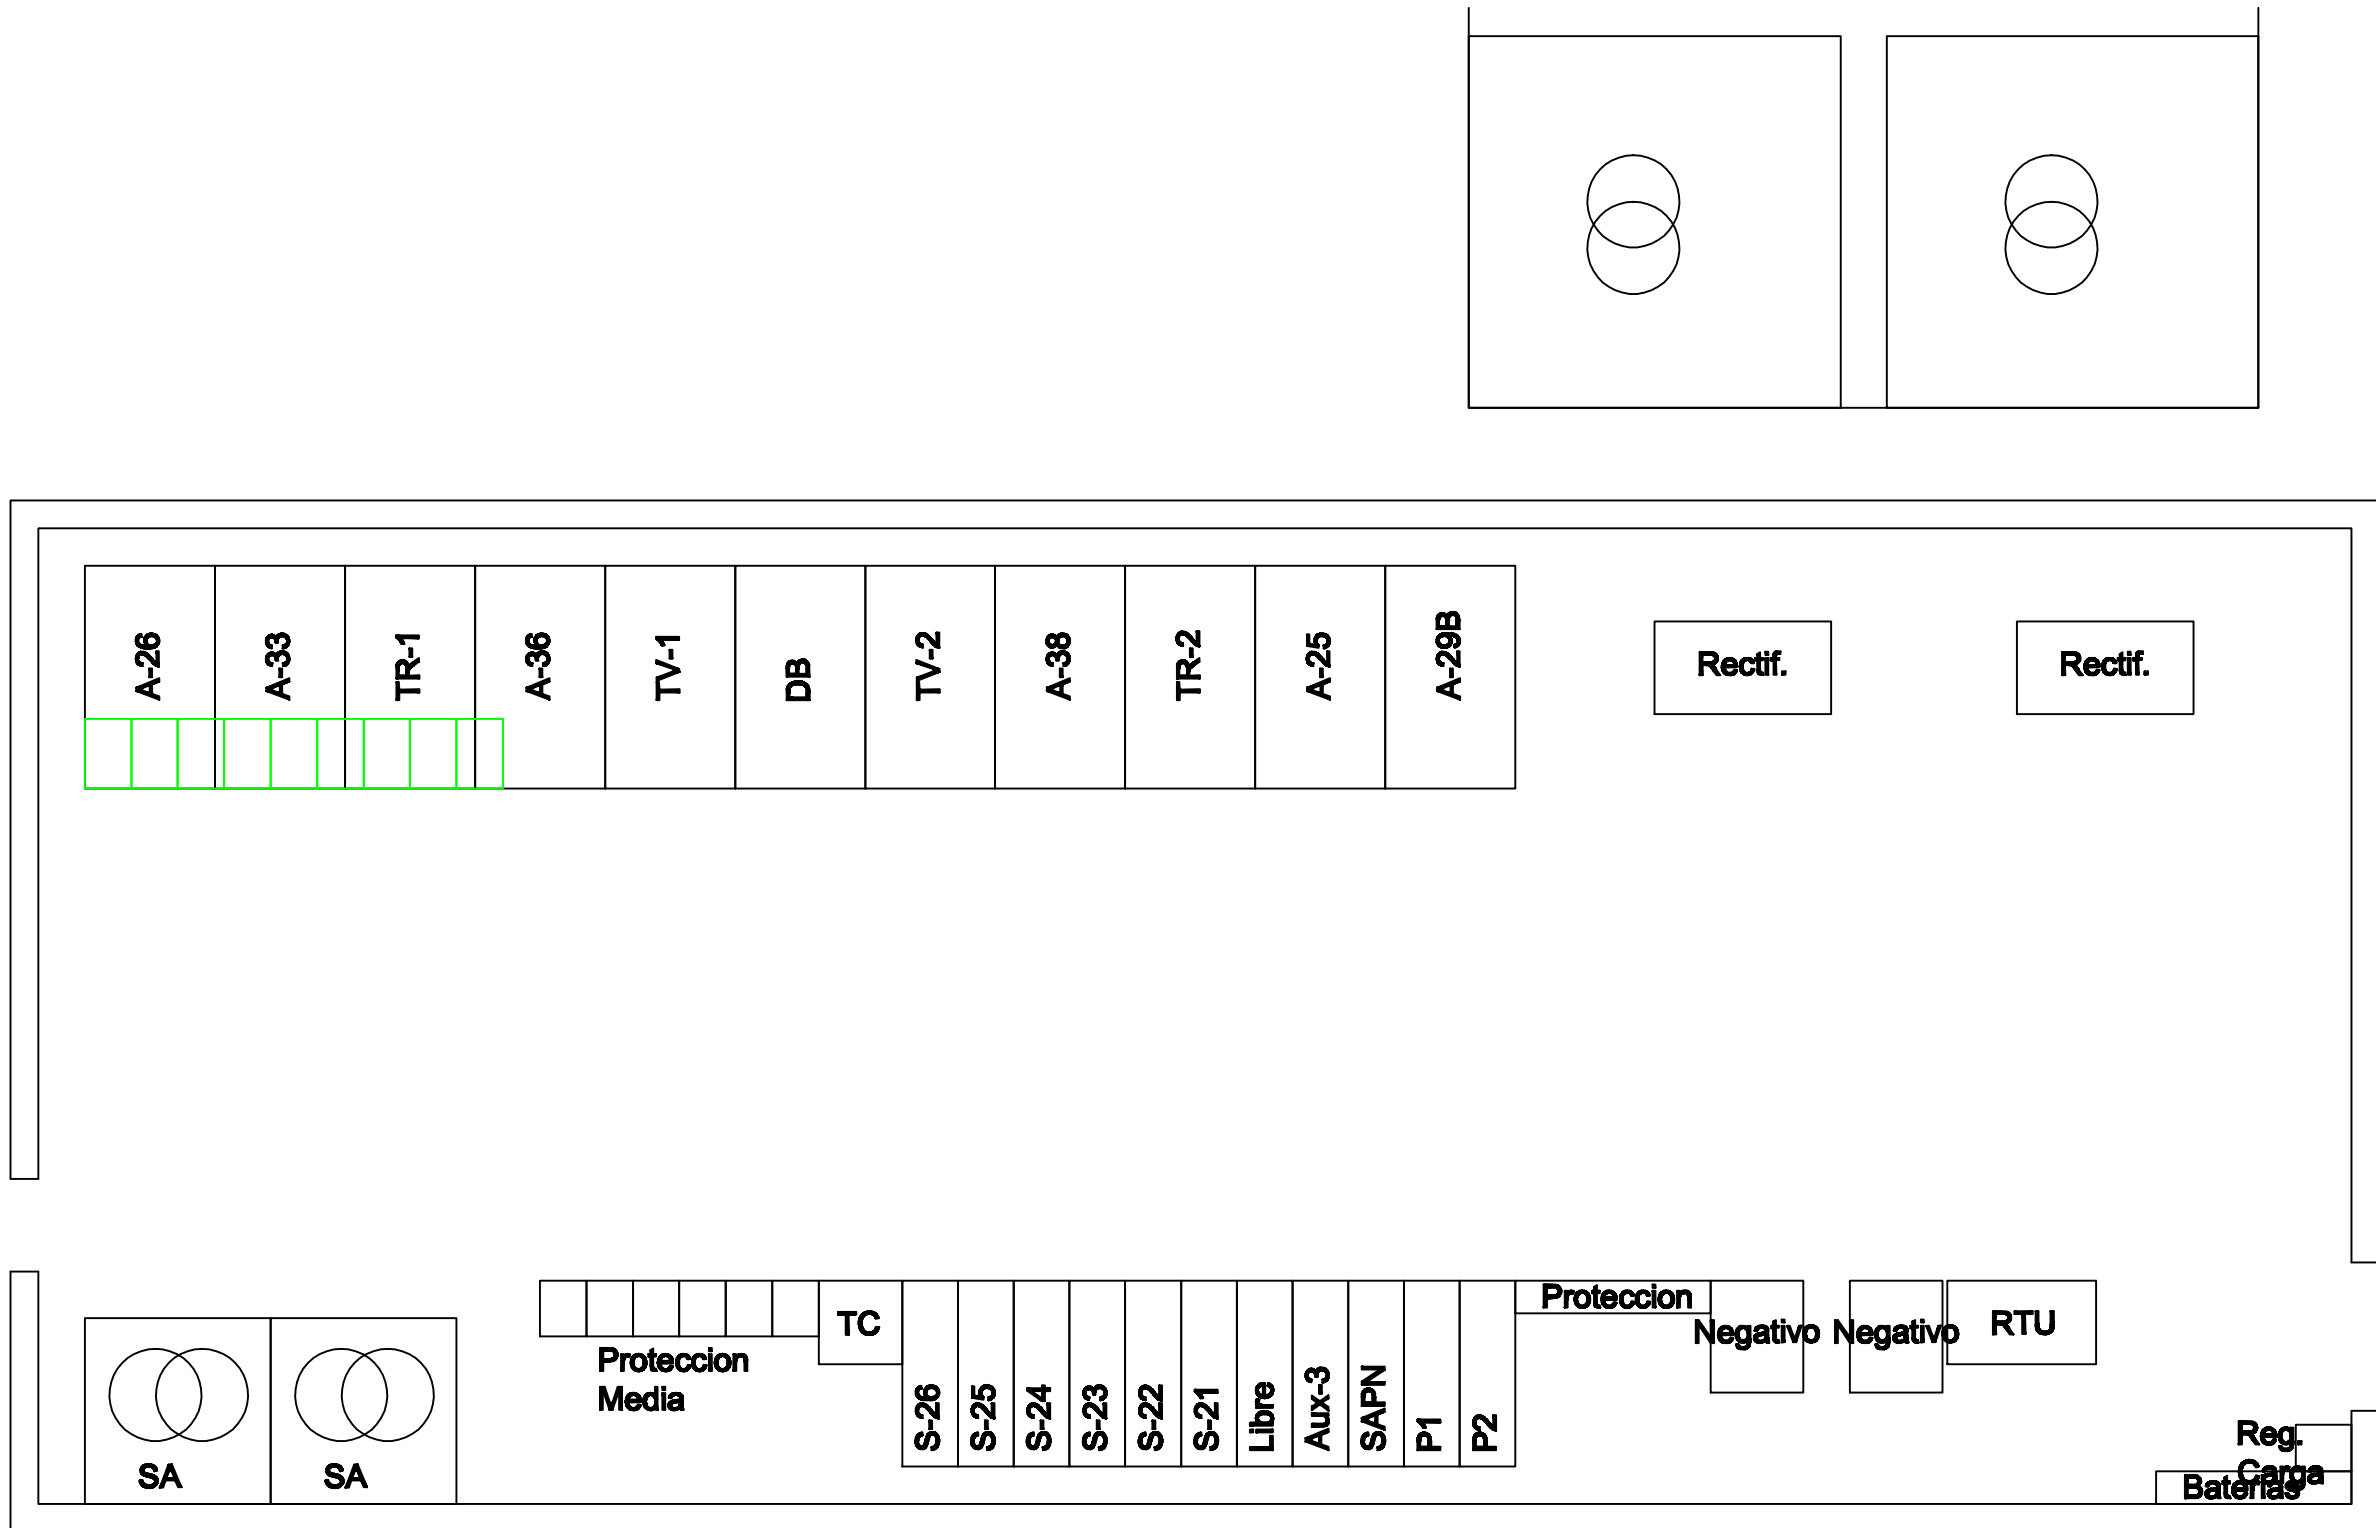 A-26
A-33
TR-1
A-36
TV-1
DB
TV-2
A-38
TR-2
A-25
A-29B
Rectif.
Rectif.
Proteccion
Media
TC
S-26
S-25
S-24
S-23
S-22
S-21
Libre
Aux-3
SAPN
P1
P2
Proteccion
Negativo
Negativo
RTU
SA
SA
Reg.
Carga
Baterias